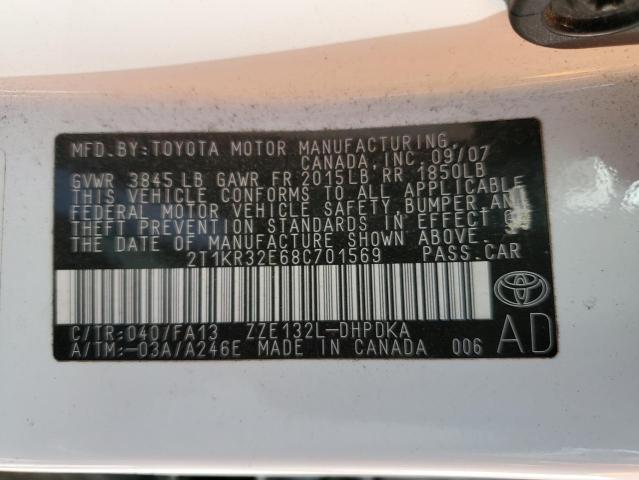 MFD. BY: TOYOTA MOTOR MANUFACTURING,
CANADA, INC. 09/07
GVWR 3845 LB GAWR FR 2015LB, RR 1850LB
THIS VEHICLE CONFORMS TO ALL APPLICABLE
FEDERAL MOTOR VEHICLE SAFETY, BUMPER, AND
THEFT PREVENTION STANDARDS IN EFFECT ON
THE DATE OF MANUFACTURE SHOWN ABOVE.
2T1KR32E68C701569 PASS. CAR
C/TR: 040/FA13 ZZE132L-DHPDKA
A/TM: -03A/A246E MADE IN CANADA 006
AD